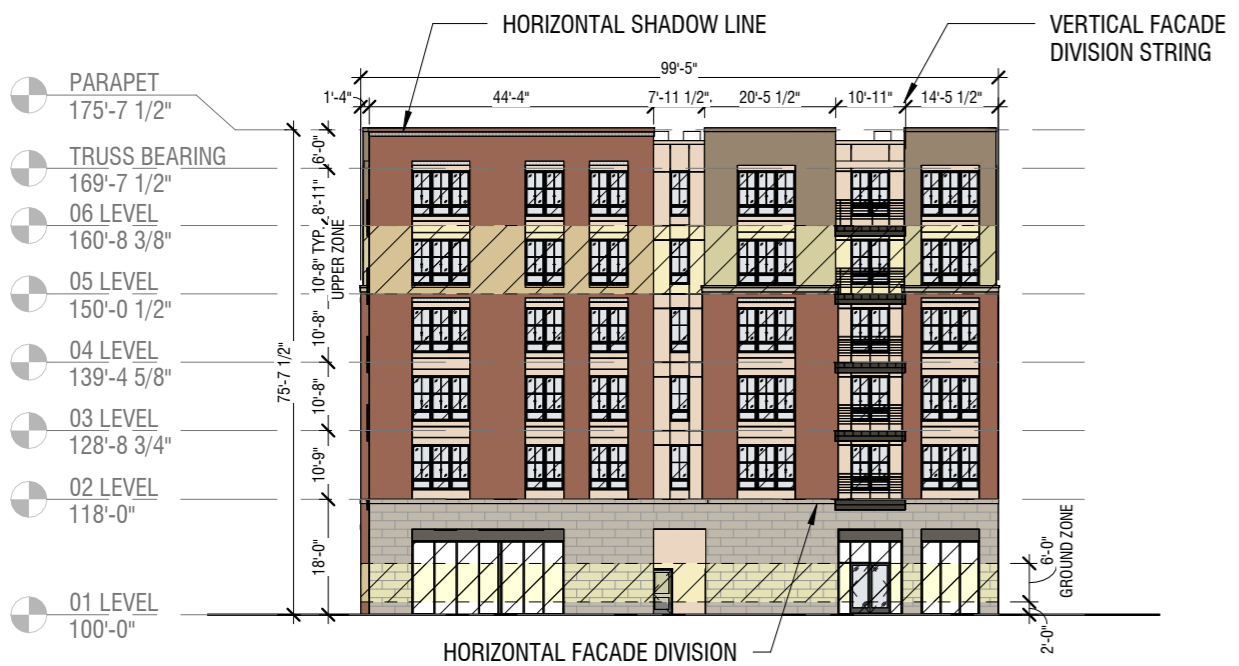 HORIZONTAL SHADOW LINE
VERTICAL FACADE
DIVISION STRING
99'-5"
1'-4"
44'-4"
7'-11 1/2"
20'-5 1/2"
10'-11"
14'-5 1/2"
PARAPET
175'-7 1/2"
TRUSS BEARING
169'-7 1/2"
06 LEVEL
160'-8 3/8"
05 LEVEL
150'-0 1/2"
04 LEVEL
139'-4 5/8"
03 LEVEL
128'-8 3/4"
02 LEVEL
118'-0"
01 LEVEL
100'-0"
75'-7 1/2"
6'-0"
8'-11"
10'-8" TYP.
UPPER ZONE
10'-8"
10'-8"
10'-9"
18'-0"
6'-0"
GROUND ZONE
2'-0"
HORIZONTAL FACADE DIVISION